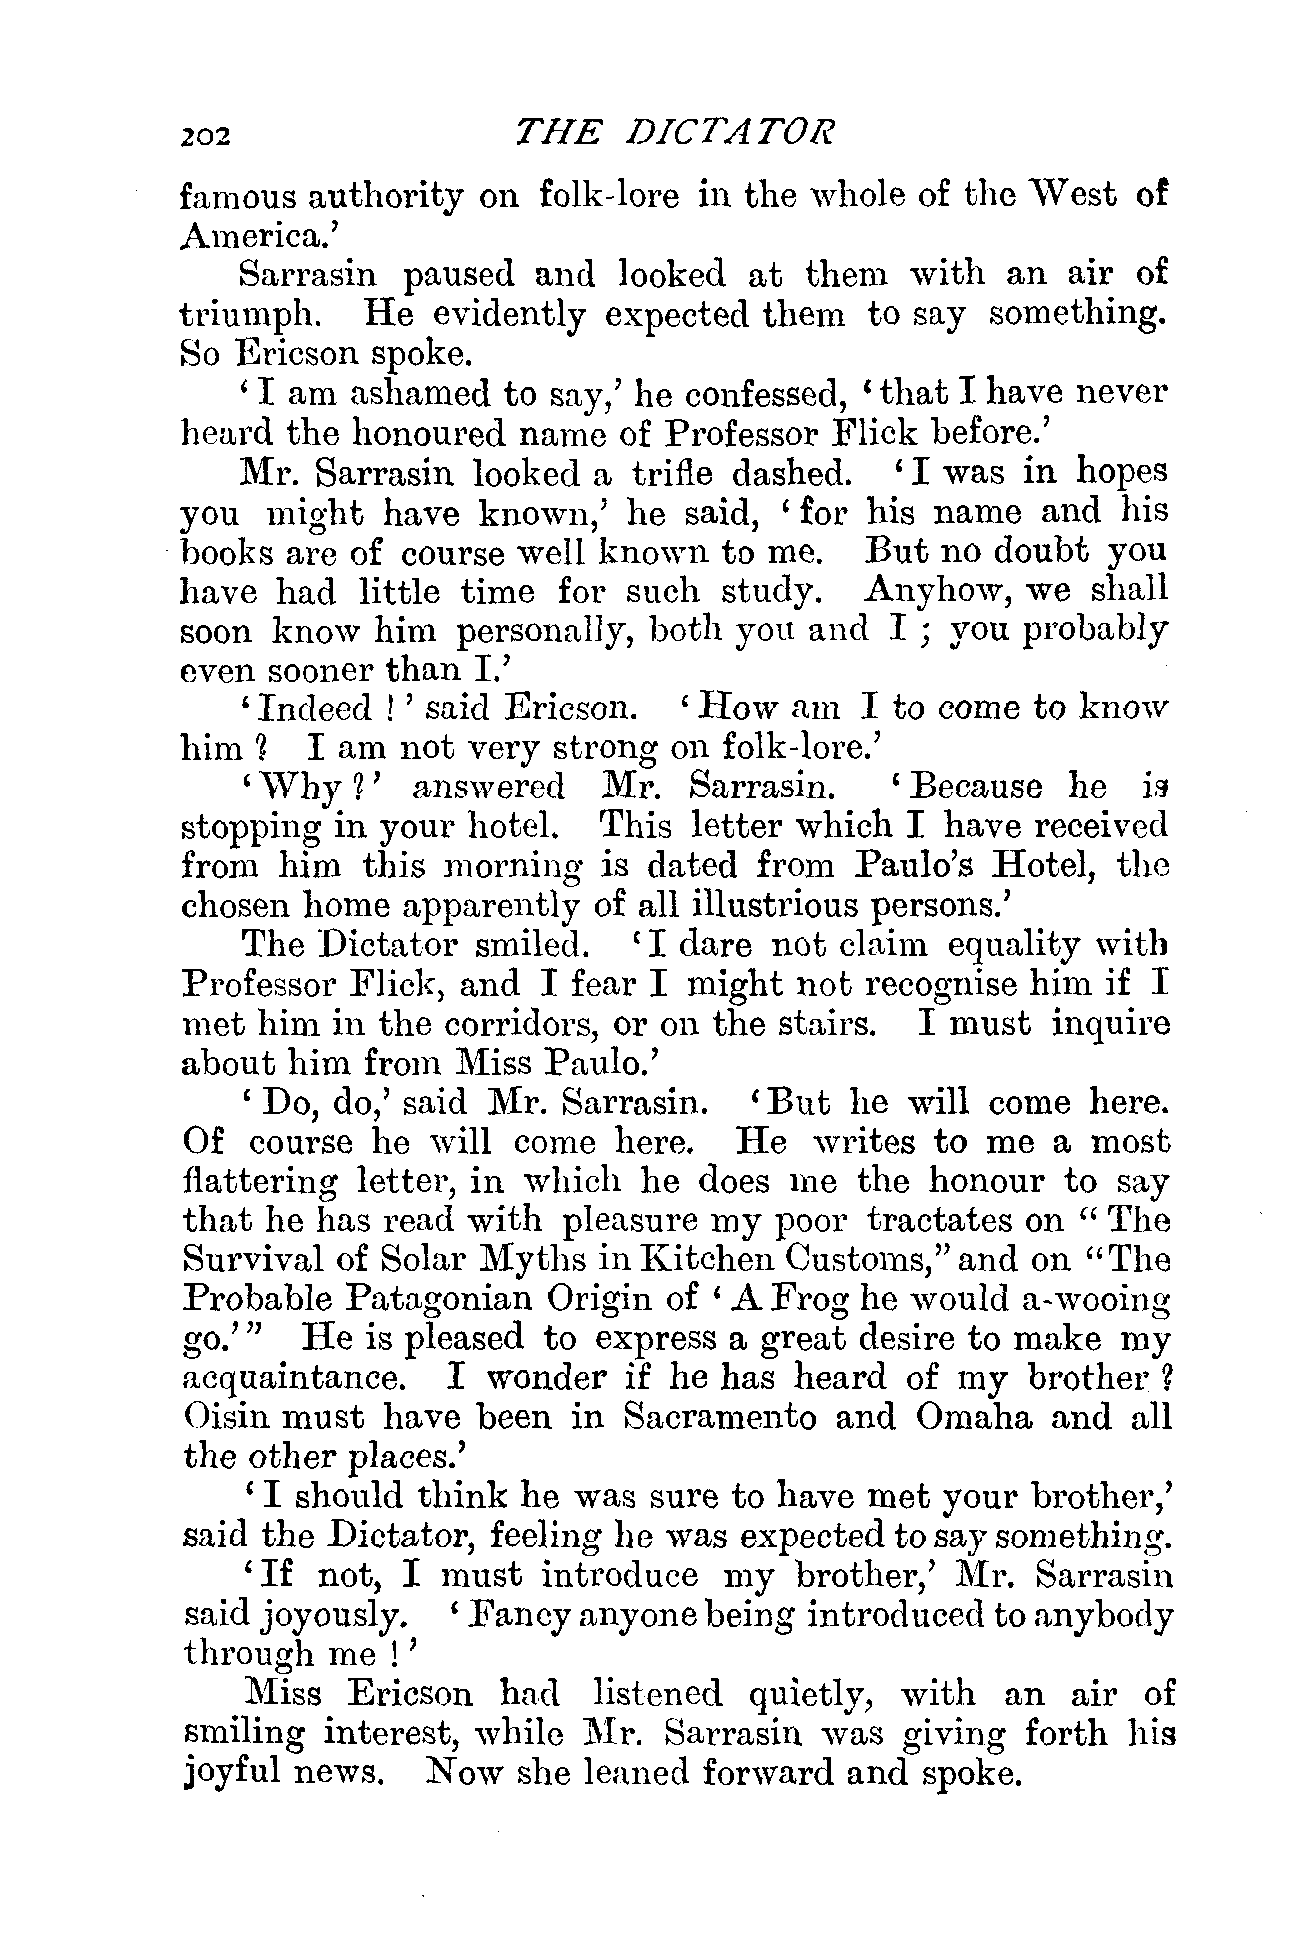 202 THE DICTATOR
famous authority on folk-lore in the whole of the West of
America.’
Sarrasin paused and looked at them with an air of
triumph. He evidently expected them to say something.
So Ericson spoke.
‘I am ashamed to say,’ he confessed, ‘that I have never
heard the honoured name of Professor Flick before.’
Mr. Sarrasin looked a trifle dashed. ‘I was in hopes
you might have known,’ he said, ‘for his name and his
books are of course well known to me. But no doubt you
have had little time for such study. Anyhow, we shall
soon know him personally, both you and I; you probably
even sooner than I.’
‘Indeed!’ said Ericson. ‘How am I to come to know
him? I am not very strong on folk-lore.’
‘Why?’ answered Mr. Sarrasin. ‘Because he is
stopping in your hotel. This letter which I have received
from him this morning is dated from Paulo’s Hotel, the
chosen home apparently of all illustrious persons.’
The Dictator smiled. ‘I dare not claim equality with
Professor Flick, and I fear I might not recognise him if I
met him in the corridors, or on the stairs. I must inquire
about him from Miss Paulo.’
‘Do, do,’ said Mr. Sarrasin. ‘But he will come here.
Of course he will come here. He writes to me a most
flattering letter, in which he does me the honour to say
that he has read with pleasure my poor tractates on “The
Survival of Solar Myths in Kitchen Customs,” and on “The
Probable Patagonian Origin of ‘A Frog he would a-wooing
go.’” He is pleased to express a great desire to make my
acquaintance. I wonder if he has heard of my brother?
Oisin must have been in Sacramento and Omaha and all
the other places.’
‘I should think he was sure to have met your brother,’
said the Dictator, feeling he was expected to say something.
‘If not, I must introduce my brother,’ Mr. Sarrasin
said joyously. ‘Fancy anyone being introduced to anybody
through me!’
Miss Ericson had listened quietly, with an air of
smiling interest, while Mr. Sarrasin was giving forth his
joyful news. Now she leaned forward and spoke.